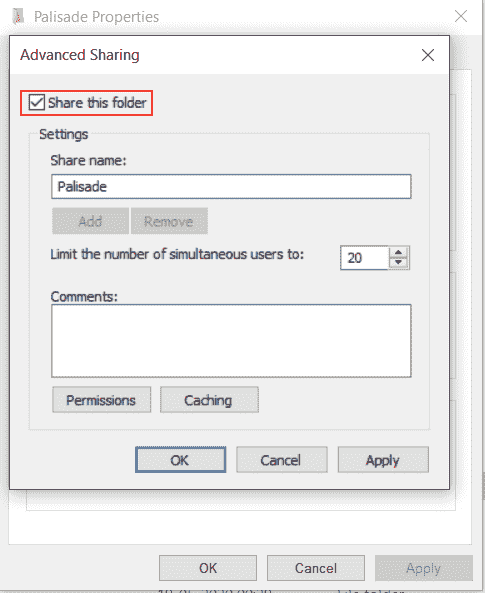 Palisade Properties
Advanced Sharing
Share this folder
Settings
Share name:
Palisade
Add Remove
Limit the number of simultaneous users to: 20
Comments:
Permissions Caching
OK Cancel Apply
OK Cancel Apply